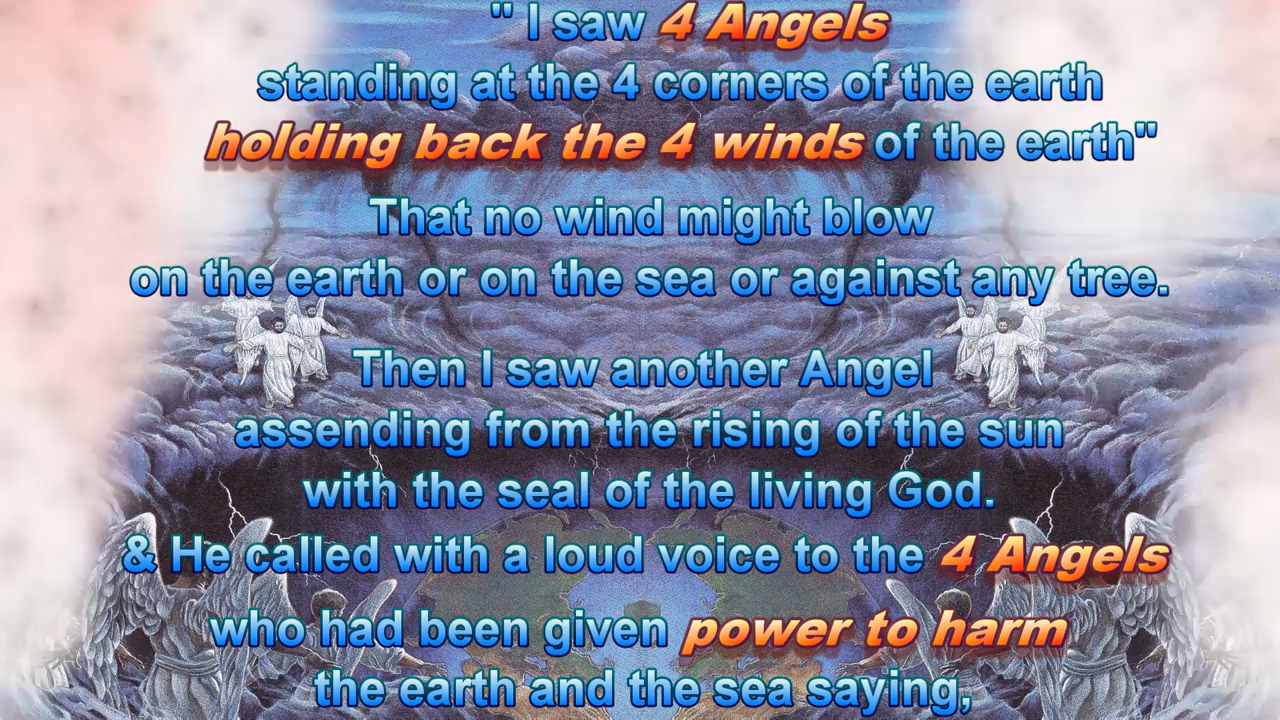 " I saw 4 Angels
standing at the 4 corners of the earth
holding back the 4 winds of the earth"
That no wind might blow
on the earth or on the sea or against any tree.
Then I saw another Angel
assending from the rising of the sun
with the seal of the living God.
& He called with a loud voice to the 4 Angels
who had been given power to harm
the earth and the sea saying,